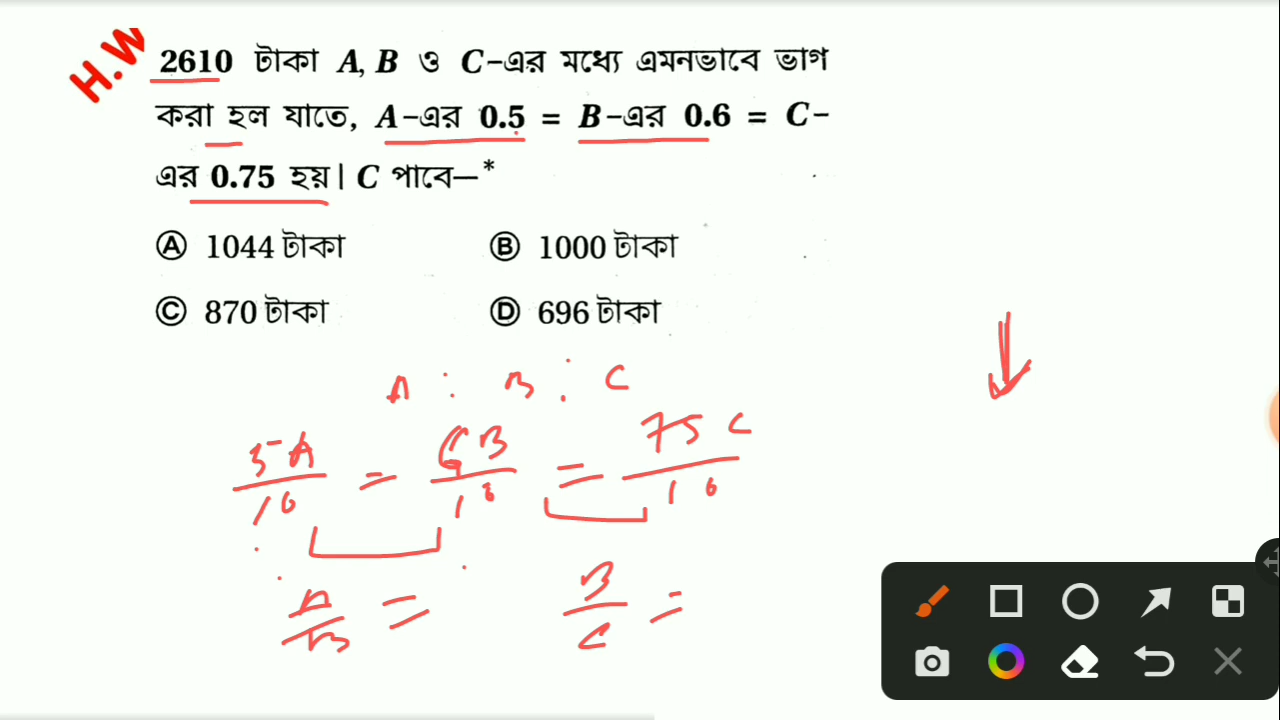 H.W
2610 টাকা A, B ও C-এর মধ্যে এমনভাবে ভাগ
করা হল যাতে, A-এর 0.5 = B-এর 0.6 = C-
এর 0.75 হয়। C পাবে—*
Ⓐ 1044 টাকা Ⓑ 1000 টাকা
Ⓒ 870 টাকা Ⓓ 696 টাকা
A : B : C
5A/10 = 6B/10 = 75C/10
A/B = B/C =